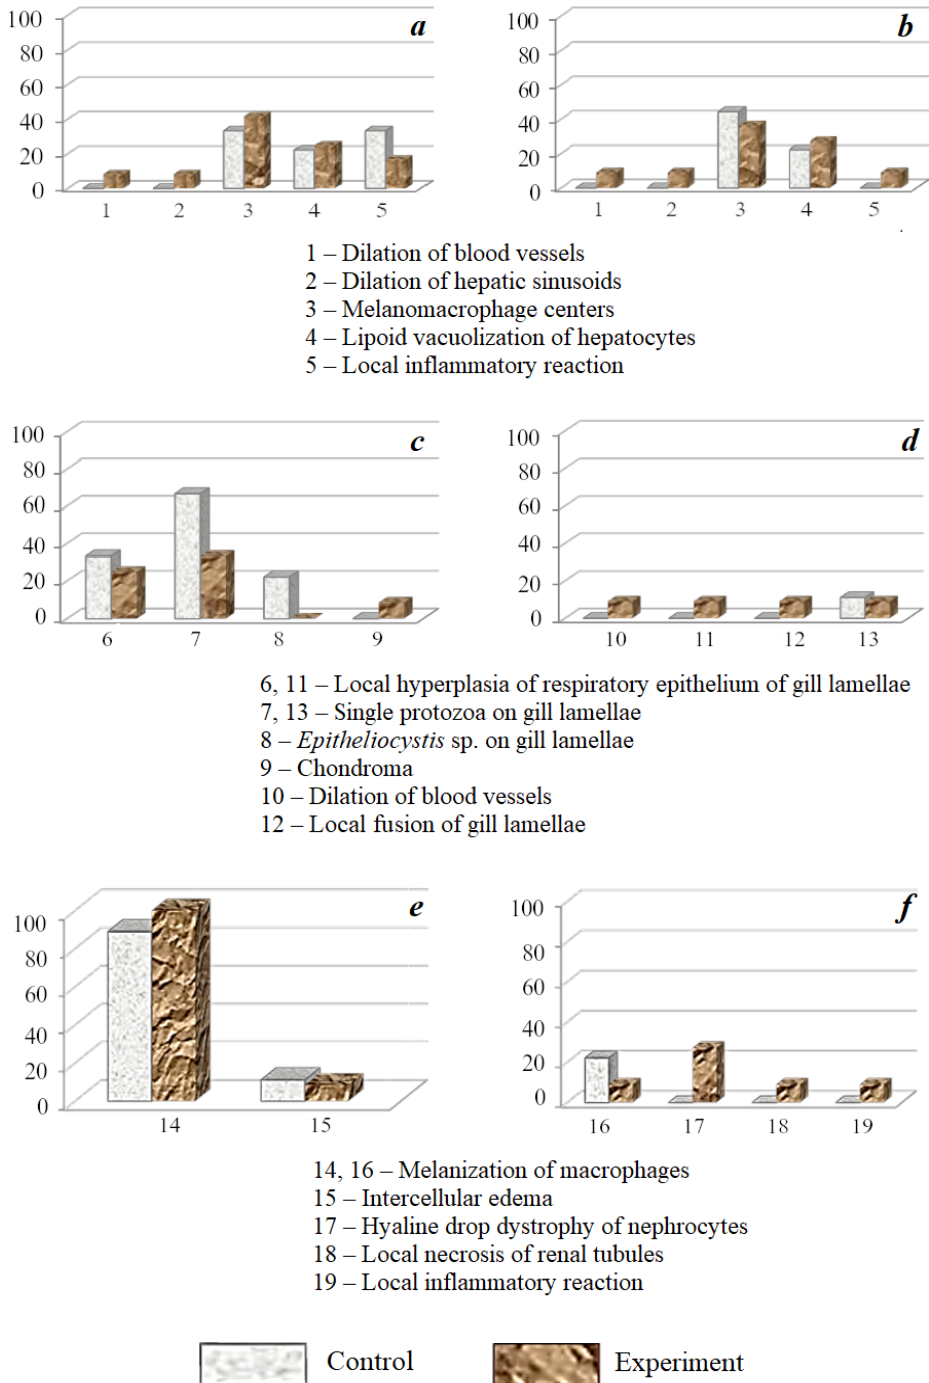 a
100
80
60
40
20
0
1 2 3 4 5
b
100
80
60
40
20
0
1 2 3 4 5
1 – Dilation of blood vessels
2 – Dilation of hepatic sinusoids
3 – Melanomacrophage centers
4 – Lipoid vacuolization of hepatocytes
5 – Local inflammatory reaction
c
100
80
60
40
20
0
6 7 8 9
d
100
80
60
40
20
0
10 11 12 13
6, 11 – Local hyperplasia of respiratory epithelium of gill lamellae
7, 13 – Single protozoa on gill lamellae
8 – Epitheliocystis sp. on gill lamellae
9 – Chondroma
10 – Dilation of blood vessels
12 – Local fusion of gill lamellae
e
100
80
60
40
20
0
14 15
f
100
80
60
40
20
0
16 17 18 19
14, 16 – Melanization of macrophages
15 – Intercellular edema
17 – Hyaline drop dystrophy of nephrocytes
18 – Local necrosis of renal tubules
19 – Local inflammatory reaction
Control Experiment